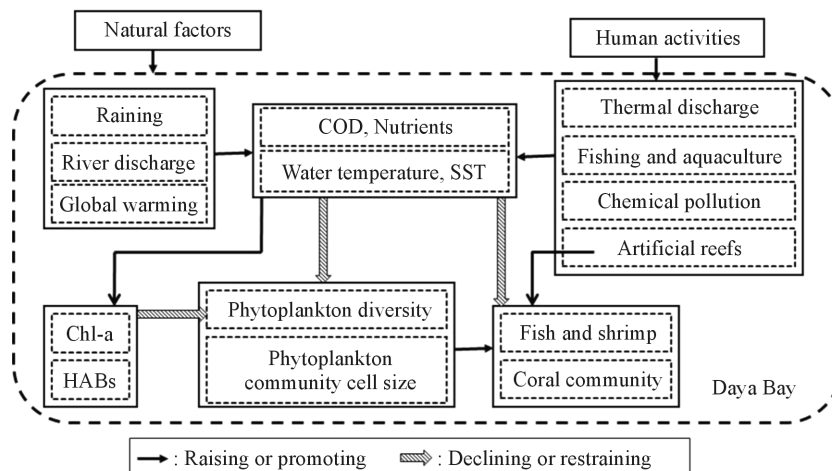 Natural factors
Human activities
Raining
River discharge
Global warming
COD, Nutrients
Water temperature, SST
Thermal discharge
Fishing and aquaculture
Chemical pollution
Artificial reefs
Chl-a
HABs
Phytoplankton diversity
Phytoplankton
community cell size
Fish and shrimp
Coral community
Daya Bay
: Raising or promoting
: Declining or restraining